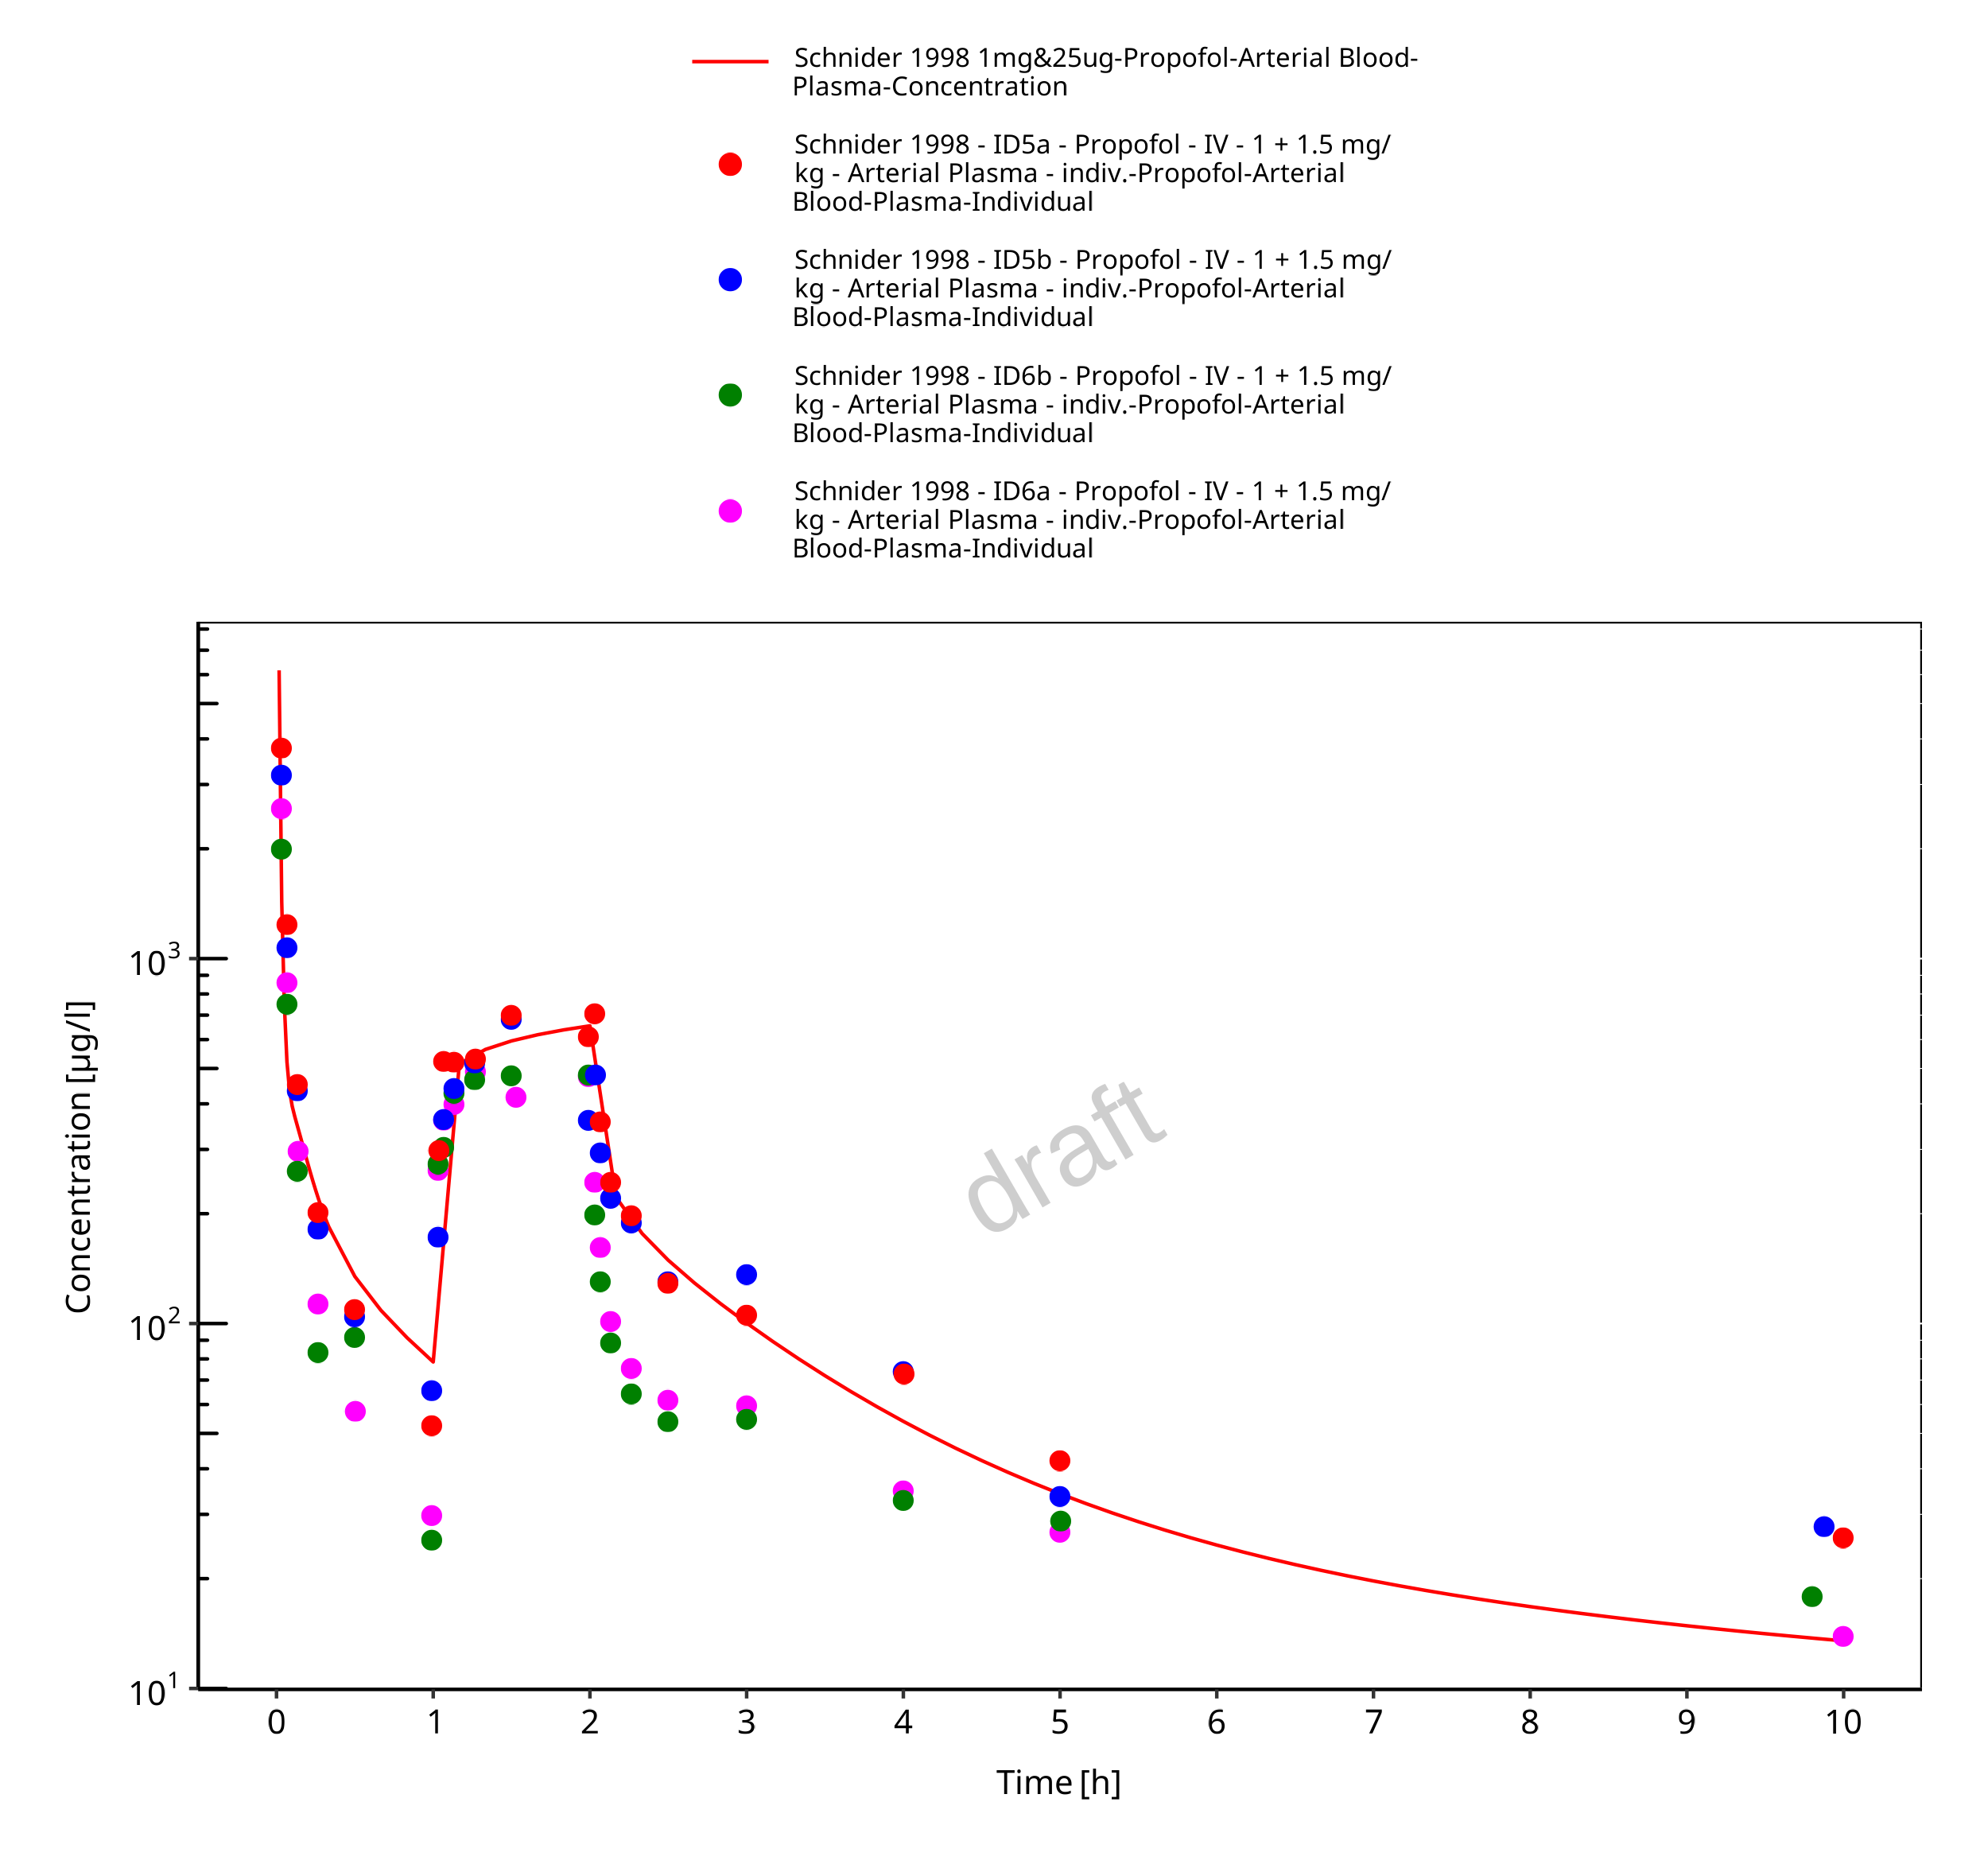 Schnider 1998 1mg&25ug-Propofol-Arterial Blood-
Plasma-Concentration
Schnider 1998 - ID5a - Propofol - IV - 1 + 1.5 mg/
kg - Arterial Plasma - indiv.-Propofol-Arterial
Blood-Plasma-Individual
Schnider 1998 - ID5b - Propofol - IV - 1 + 1.5 mg/
kg - Arterial Plasma - indiv.-Propofol-Arterial
Blood-Plasma-Individual
Schnider 1998 - ID6b - Propofol - IV - 1 + 1.5 mg/
kg - Arterial Plasma - indiv.-Propofol-Arterial
Blood-Plasma-Individual
Schnider 1998 - ID6a - Propofol - IV - 1 + 1.5 mg/
kg - Arterial Plasma - indiv.-Propofol-Arterial
Blood-Plasma-Individual
Concentration [µg/l]
10³
10²
10¹
draft
0 1 2 3 4 5 6 7 8 9 10
Time [h]